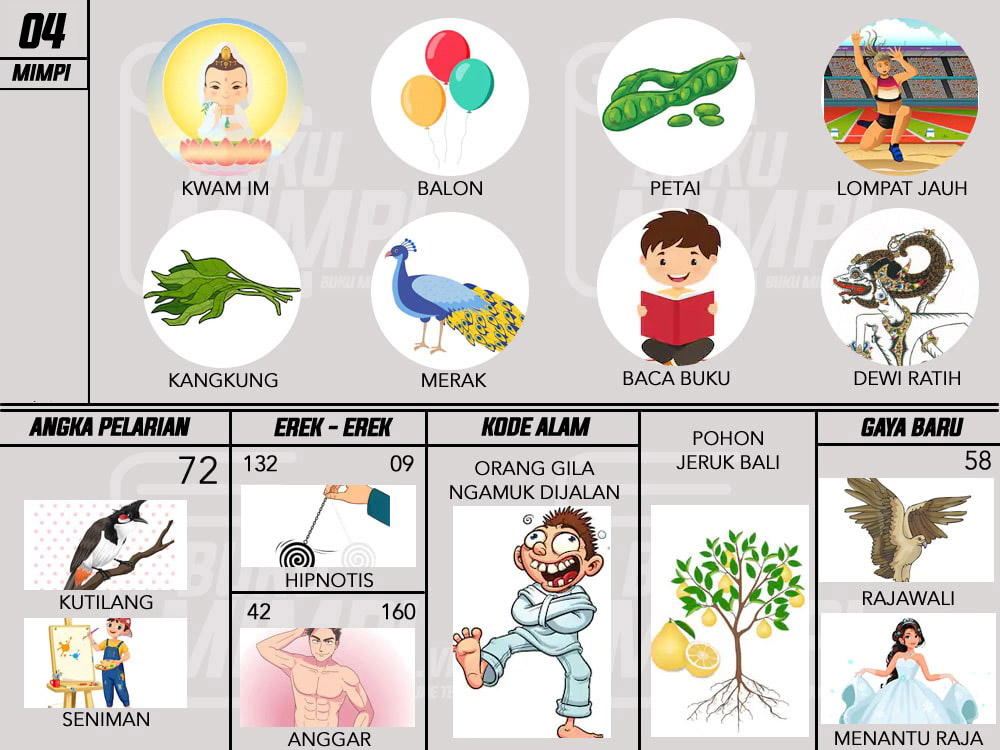 04
MIMPI
KWAM IM
BALON
PETAI
LOMPAT JAUH
KANGKUNG
MERAK
BACA BUKU
DEWI RATIH
ANGKA PELARIAN
72
KUTILANG
SENIMAN
EREK - EREK
132 09
HIPNOTIS
42 160
ANGGAR
KODE ALAM
ORANG GILA
NGAMUK DIJALAN
POHON
JERUK BALI
GAYA BARU
58
RAJAWALI
MENANTU RAJA